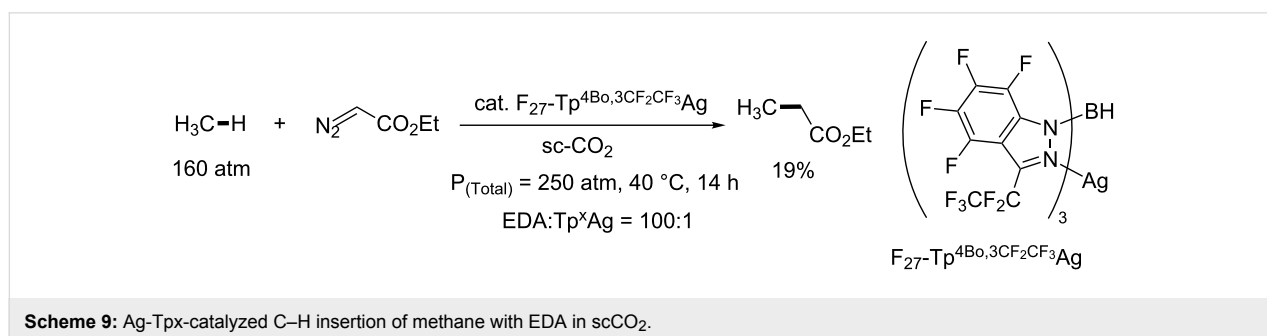 H₃C–H + N₂ CO₂Et
160 atm
cat. F₂₇-Tp⁴ᴮᵒ,³CF₂CF₃Ag
sc-CO₂
P(Total) = 250 atm, 40 °C, 14 h
EDA:TpˣAg = 100:1
H₃C
CO₂Et
19%
F F
F
F
N BH
N
Ag
F₃CF₂C
3
F₂₇-Tp⁴ᴮᵒ,³CF₂CF₃Ag
Scheme 9: Ag-Tpx-catalyzed C–H insertion of methane with EDA in scCO₂.